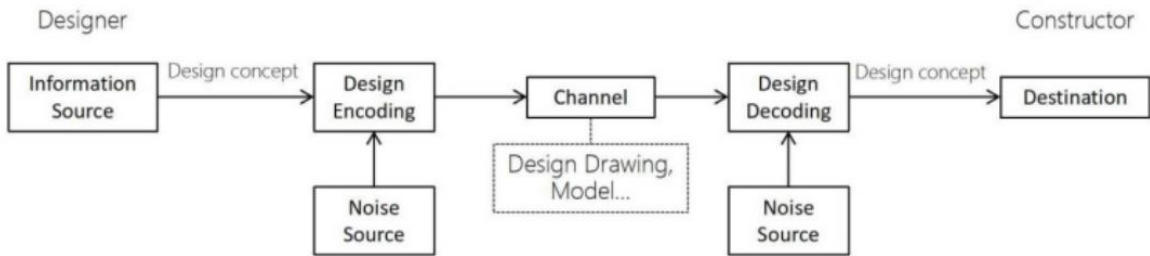 Designer
Constructor
Information
Source
Design concept
Design
Encoding
Channel
Design
Decoding
Design concept
Destination
Design Drawing,
Model...
Noise
Source
Noise
Source